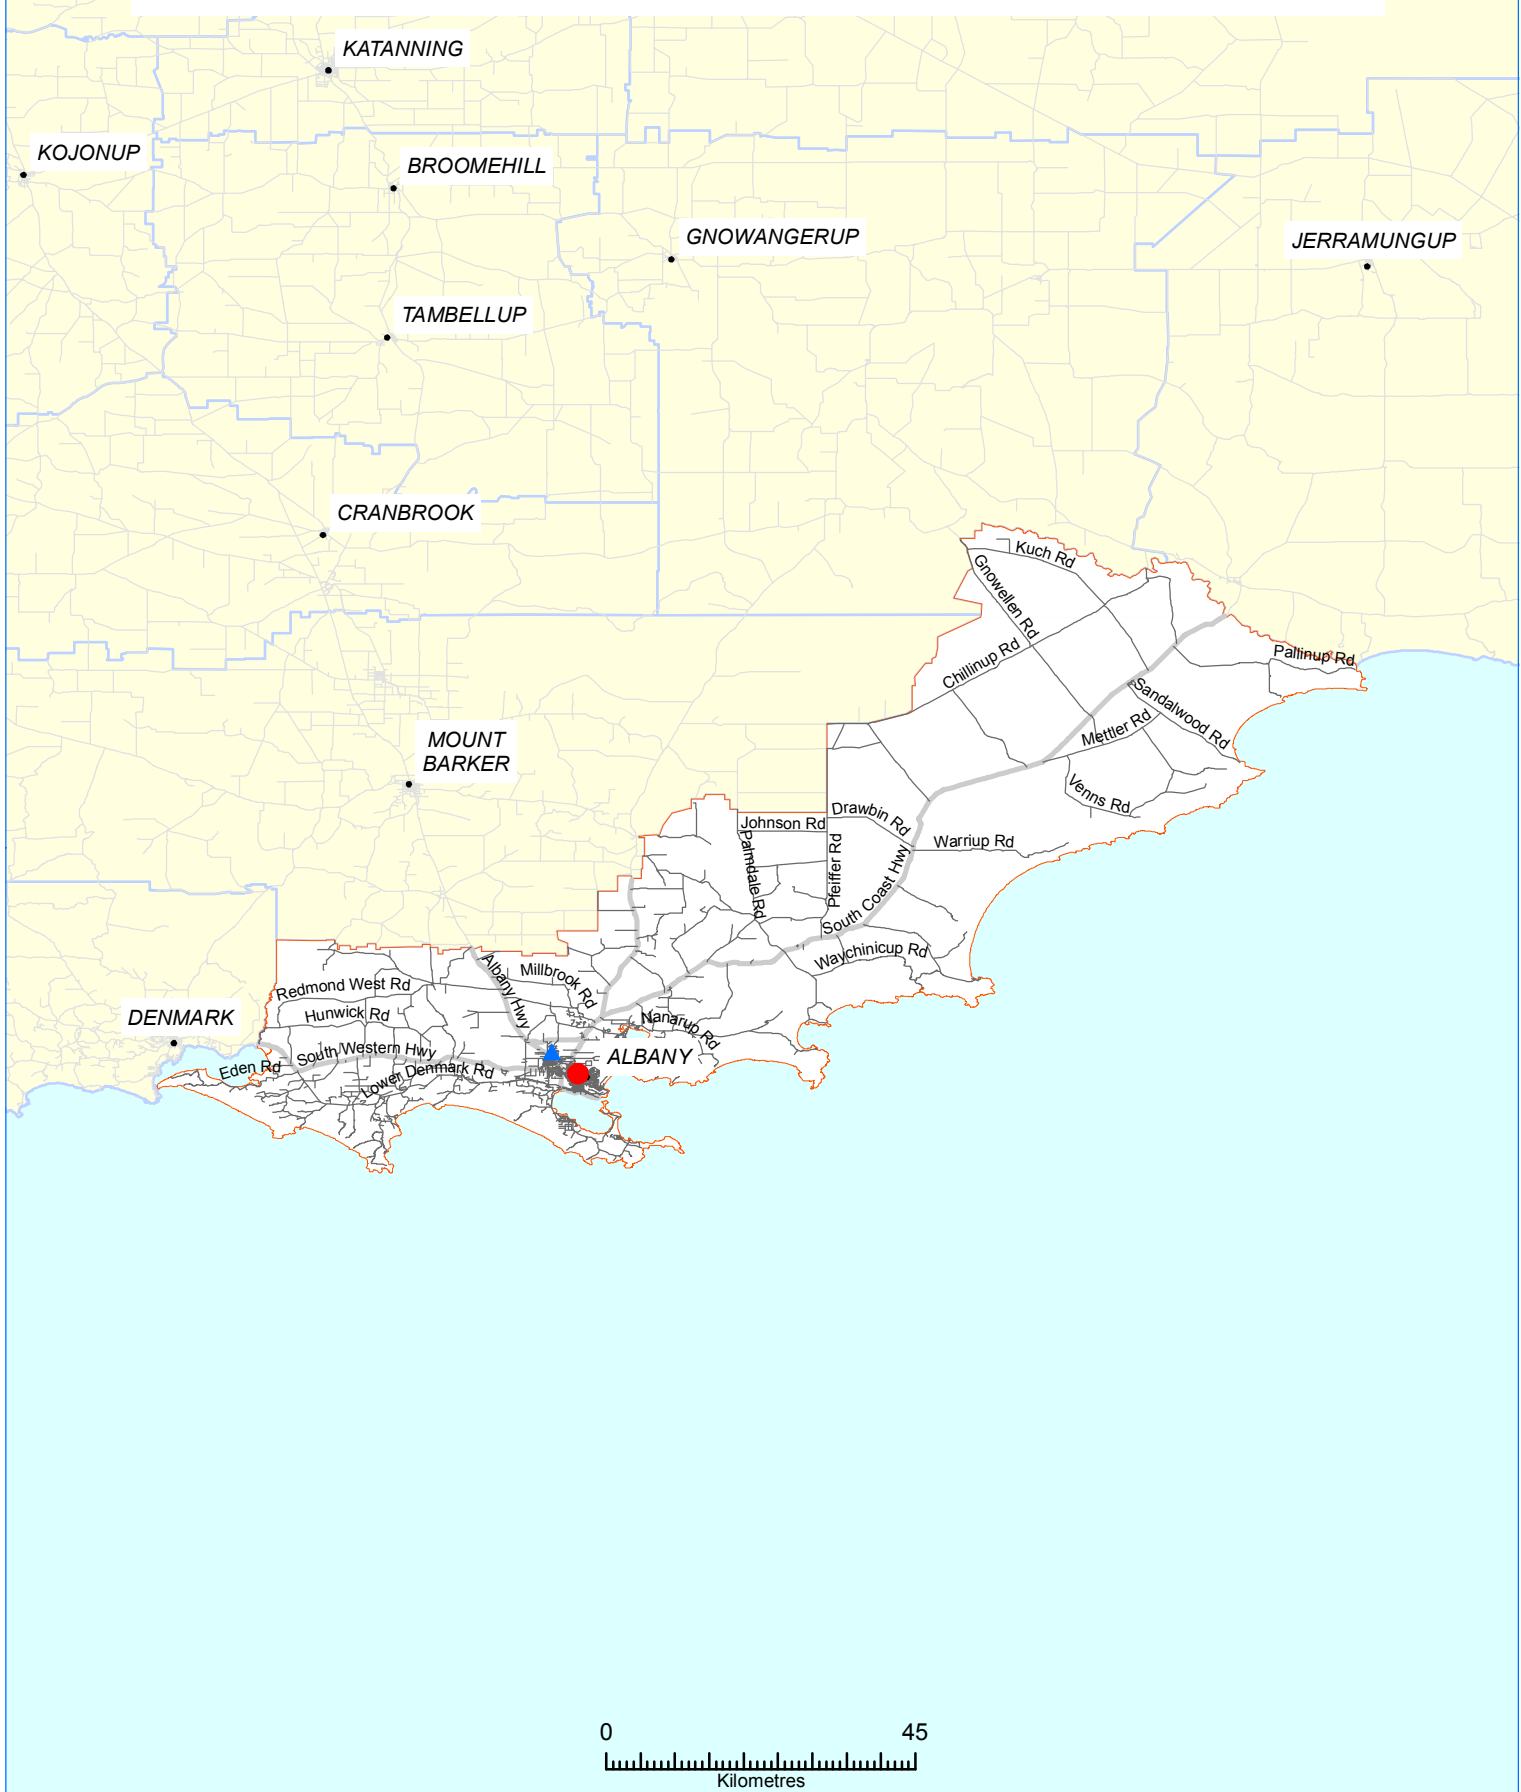 KATANNING
KOJONUP
BROOMEHILL
GNOWANGERUP
JERRAMUNGUP
TAMBELLUP
CRANBROOK
Kuch Rd
Gnowellen Rd
Chillinup Rd
Pallinup Rd
Sandalwood Rd
Mettler Rd
MOUNT
BARKER
Venns Rd
Johnson Rd
Drawbin Rd
Palmdale Rd
Pfeiffer Rd
Warriup Rd
South Coast Hwy
Waychinicup Rd
Albany Hwy
Millbrook Rd
Redmond West Rd
Hunwick Rd
DENMARK
Nanarup Rd
South Western Hwy
ALBANY
Eden Rd
Lower Denmark Rd
0 45
Kilometres